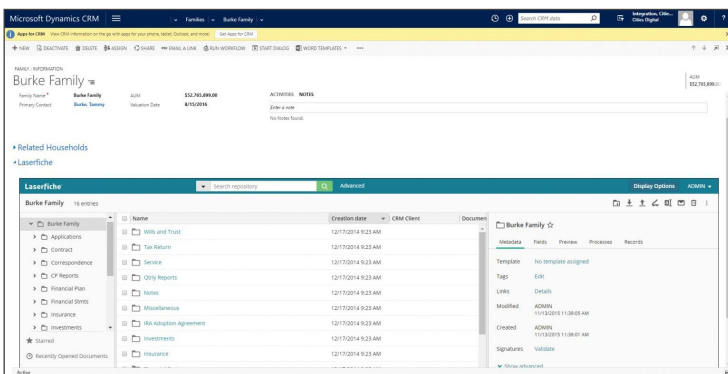 Microsoft Dynamics CRM
Families
Burke Family
Search CRM data
Integration, Citie...
Cities Digital
?
Apps for CRM View CRM information on the go with apps for your phone, tablet, Outlook, and more! Get Apps for CRM
+ NEW DEACTIVATE DELETE ASSIGN SHARE EMAIL A LINK RUN WORKFLOW START DIALOG WORD TEMPLATES
FAMILY : INFORMATION
Burke Family
AUM
$52,765,899.00
Family Name * Burke Family AUM $52,765,899.00 ACTIVITIES NOTES
Primary Contact Burke, Tammy Valuation Date 8/15/2016
Enter a note
No Notes found.
Related Households
Laserfiche
Laserfiche Search repository Advanced Display Options ADMIN
Burke Family 16 entries
Burke Family
Applications
Contract
Correspondence
CP Reports
Financial Plan
Financial Stmts
Insurance
Investments
Starred
Recently Opened Documents
Name Creation date CRM Client Documen
Wills and Trust 12/17/2014 9:23 AM
Tax Return 12/17/2014 9:23 AM
Service 12/17/2014 9:23 AM
Qtrly Reports 12/17/2014 9:23 AM
Notes 12/17/2014 9:23 AM
Miscellaneous 12/17/2014 9:23 AM
IRA Adoption Agreement 12/17/2014 9:23 AM
Investments 12/17/2014 9:23 AM
Insurance 12/17/2014 9:23 AM
Burke Family
Metadata Fields Preview Processes Records
Template No template assigned
Tags Edit
Links Details
Modified ADMIN
11/13/2015 11:39:05 AM
Created ADMIN
11/13/2015 11:39:01 AM
Signatures Validate
Show advanced
Active